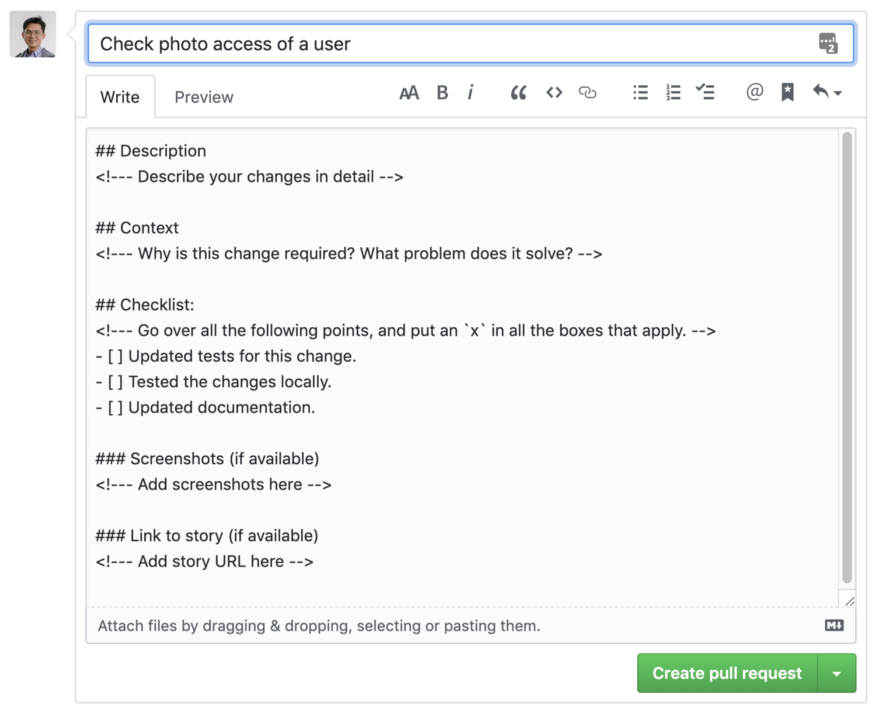 Check photo access of a user
2
Write Preview AA B i
## Description
<!--- Describe your changes in detail -->
## Context
<!--- Why is this change required? What problem does it solve? -->
## Checklist:
<!--- Go over all the following points, and put an `x` in all the boxes that apply. -->
- [ ] Updated tests for this change.
- [ ] Tested the changes locally.
- [ ] Updated documentation.
### Screenshots (if available)
<!--- Add screenshots here -->
### Link to story (if available)
<!--- Add story URL here -->
Attach files by dragging & dropping, selecting or pasting them.
Create pull request